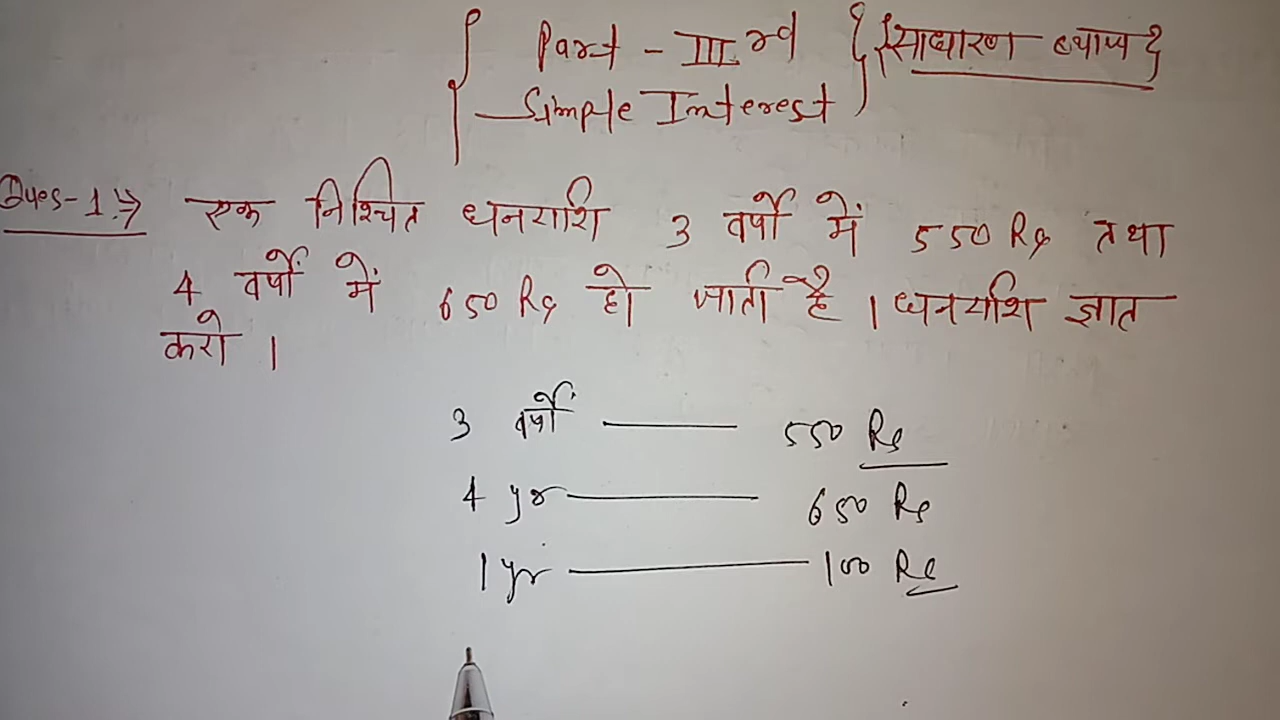 Part - III rd {साधारण ब्याज}
Simple Interest
Ques-1 → एक निश्चित धनराशि 3 वर्षो में 550 Rs तथा
4 वर्षों में 650 Rs हो जाती है । धनराशि ज्ञात
करो ।
3 वर्षों — 550 Rs
4 yr — 650 Rs
1 yr — 100 Rs